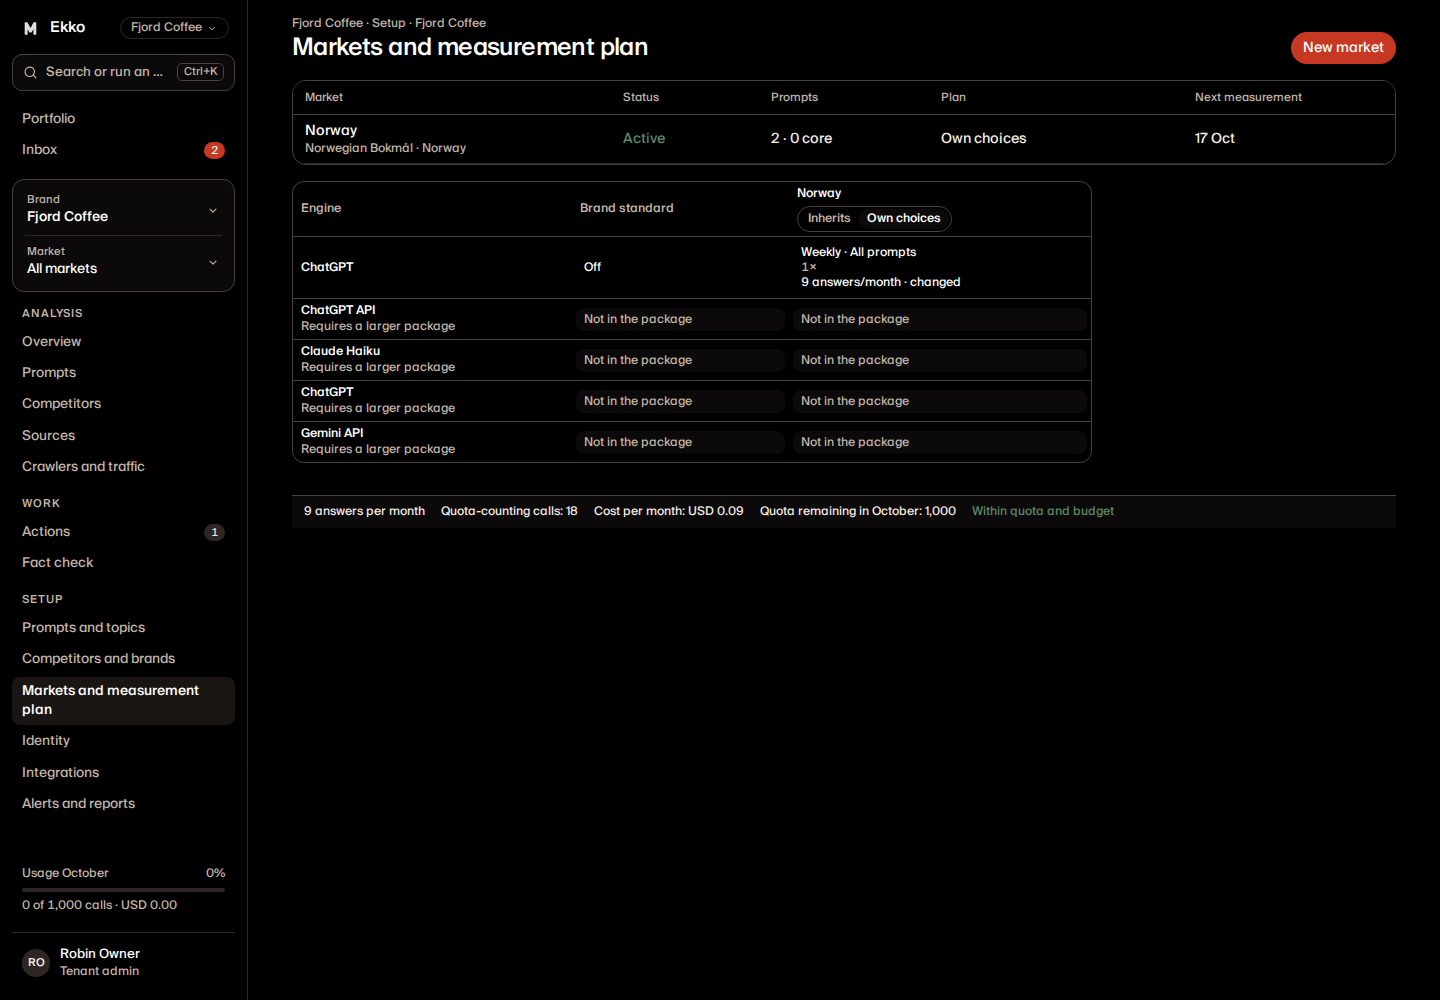 Ekko
Fjord Coffee
Search or run an ...
Ctrl+K
Portfolio
Inbox
2
Brand
Fjord Coffee
Market
All markets
ANALYSIS
Overview
Prompts
Competitors
Sources
Crawlers and traffic
WORK
Actions
1
Fact check
SETUP
Prompts and topics
Competitors and brands
Markets and measurement
plan
Identity
Integrations
Alerts and reports
Usage October 0%
0 of 1,000 calls · USD 0.00
RO
Robin Owner
Tenant admin
Fjord Coffee · Setup · Fjord Coffee
Markets and measurement plan
New market
Market Status Prompts Plan Next measurement
Norway
Norwegian Bokmål · Norway
Active 2 · 0 core Own choices 17 Oct
Engine Brand standard
Norway
Inherits Own choices
ChatGPT Off
Weekly · All prompts
1×
9 answers/month · changed
ChatGPT API
Requires a larger package
Not in the package Not in the package
Claude Haiku
Requires a larger package
Not in the package Not in the package
ChatGPT
Requires a larger package
Not in the package Not in the package
Gemini API
Requires a larger package
Not in the package Not in the package
9 answers per month Quota-counting calls: 18 Cost per month: USD 0.09 Quota remaining in October: 1,000 Within quota and budget